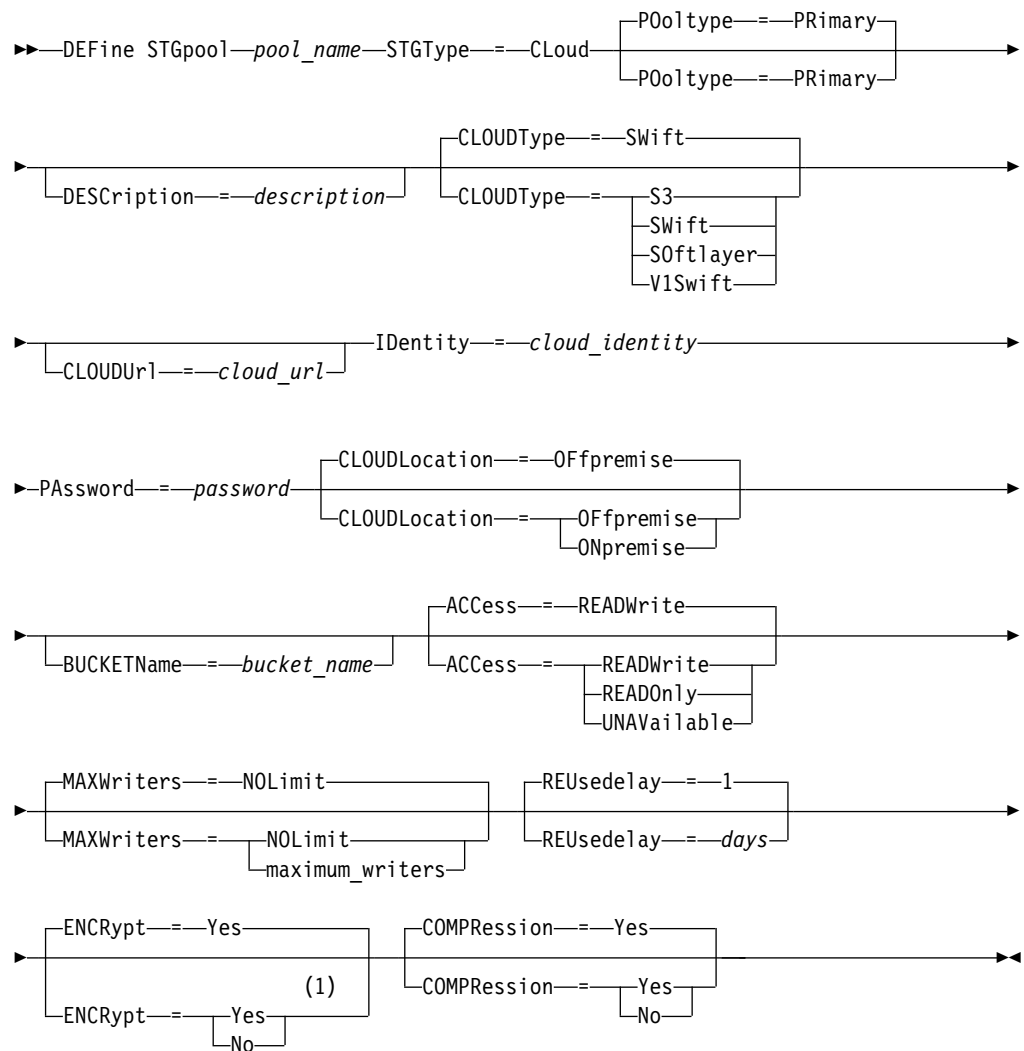 POoltype = PRimary
DEFine STGpool pool_name STGType = CLoud
POoltype = PRimary
CLOUDType = SWift
DESCription = description
CLOUDType = S3
SWift
SOftlayer
V1Swift
IDentity = cloud_identity
CLOUDUrl = cloud_url
CLOUDLocation = OFfpremise
PAssword = password
CLOUDLocation = OFfpremise
ONpremise
ACCess = READWrite
BUCKETName = bucket_name
ACCess = READWrite
READOnly
UNAVailable
MAXWriters = NOLimit REUsedelay = 1
MAXWriters = NOLimit REUsedelay = days
maximum_writers
ENCRypt = Yes COMPRession = Yes
(1)
COMPRession = Yes
ENCRypt = Yes No
No